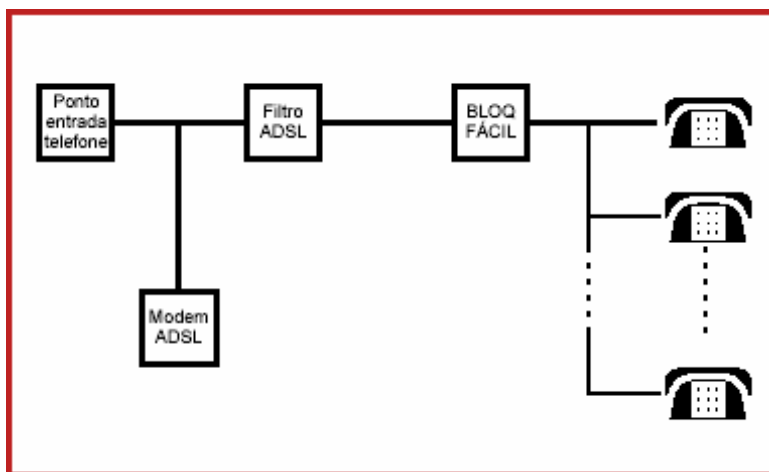 Ponto
entrada
telefone
Filtro
ADSL
BLOQ
FÁCIL
Modem
ADSL